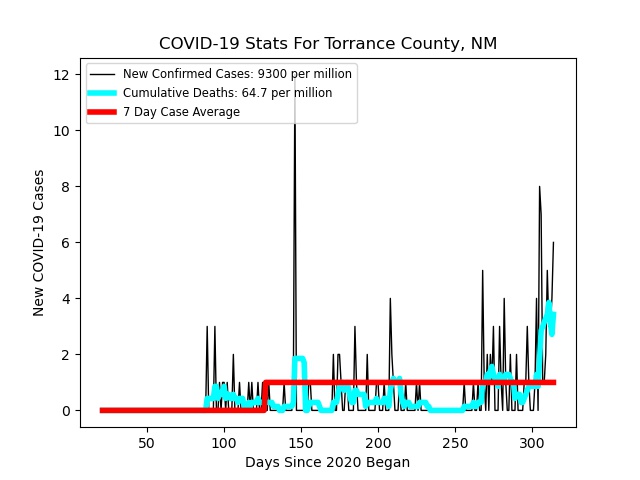 COVID-19 Stats For Torrance County, NM
New Confirmed Cases: 9300 per million
Cumulative Deaths: 64.7 per million
7 Day Case Average
New COVID-19 Cases
12
10
8
6
4
2
0
50 100 150 200 250 300
Days Since 2020 Began